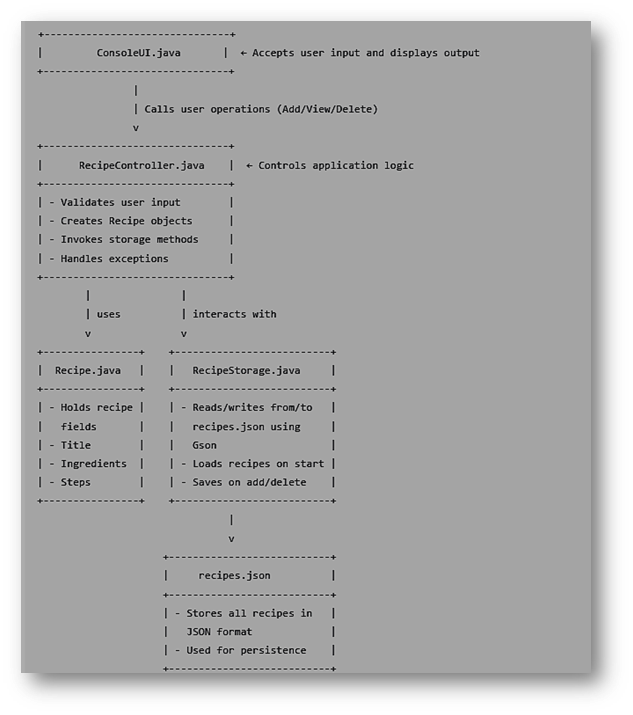 +------------------------------+
|         ConsoleUI.java       |  ← Accepts user input and displays output
+------------------------------+
               |
               | Calls user operations (Add/View/Delete)
               v
+------------------------------+
|      RecipeController.java    |  ← Controls application logic
+------------------------------+
| - Validates user input        |
| - Creates Recipe objects      |
| - Invokes storage methods     |
| - Handles exceptions          |
+-------------------------------+
       |               |
       | uses          | interacts with
       v               v
+----------------+    +--------------------------+
|  Recipe.java   |    |   RecipeStorage.java     |
+----------------+    +--------------------------+
| - Holds recipe |    | - Reads/writes from/to   |
|   fields       |    |   recipes.json using     |
| - Title        |    |   Gson                   |
| - Ingredients  |    | - Loads recipes on start |
| - Steps        |    | - Saves on add/delete    |
+----------------+    +--------------------------+
                               |
                               v
                     +---------------------------+
                     |     recipes.json          |
                     +---------------------------+
                     | - Stores all recipes in   |
                     |   JSON format             |
                     | - Used for persistence    |
                     +---------------------------+